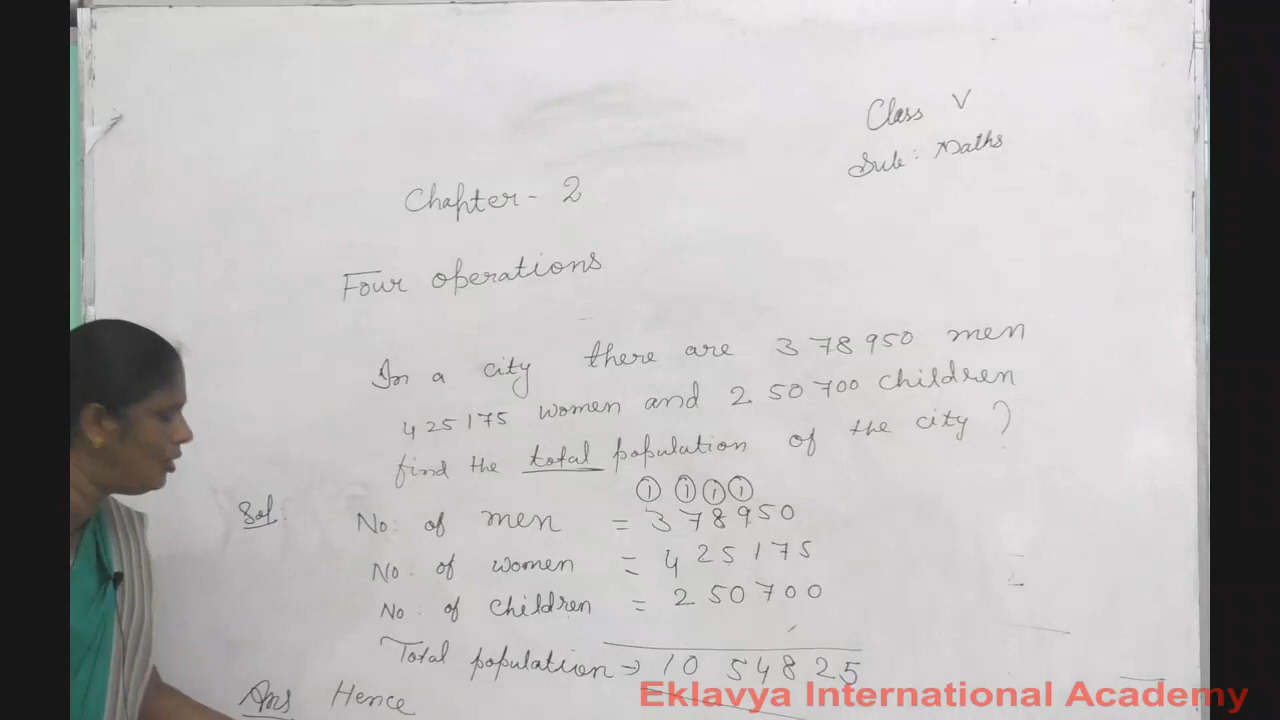 Class V
Sub: Maths
Chapter - 2
Four operations
In a city there are 378950 men
425175 women and 250700 children
find the total population of the city ?
1 1 1 1
Sol: No. of men = 378950
No. of women = 425175
No. of children = 250700
Total population → 1054825
Ans Hence
Eklavya International Academy